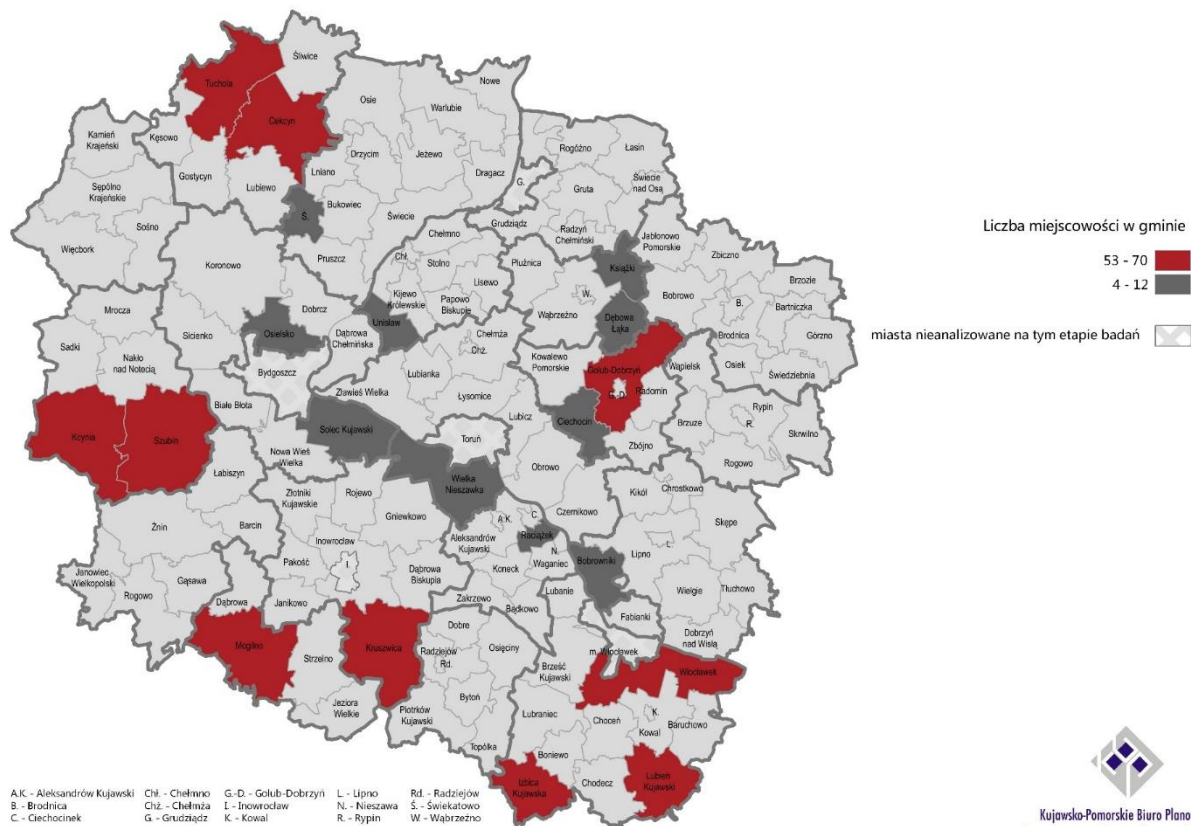 Śliwice
Tuchola
Nowe
Cekcyn
Osie
Warlubie
Kamień
Krajeński
Kęsowo
Rogóźno
Łasin
Drzycim
Jeżewo
Gostycyn
Lniano
Dragacz
G.
Gruta
Świecie
nad Osą
Sępólno
Krajeńskie
Lubiewo
Bukowiec
Ś.
Świecie
Grudziądz
Sośno
Radzyń
Chełmiński
Jabłonowo
Pomorskie
Więcbork
Chełmno
Zbiczno
Koronowo
Pruszcz
Chł.
Stolno
Płużnica
Książki
Brzozie
Lisewo
W.
Bobrowo
Bartniczka
Mrocza
Dobrcz
Kijewo
Królewskie
Papowo
Biskupie
B.
Unisław
Wąbrzeźno
Dębowa
Łąka
Górzno
Osielsko
Dąbrowa
Chełmińska
Brodnica
Sadki
Sicienko
Chełmża
Chż.
Nakło
nad Notecią
Kowalewo
Pomorskie
Osiek
Świedziebnia
Bydgoszcz
Łubianka
Golub-Dobrzyń
Wąpielsk
Zławieś Wielka
Łysomice
G.-D.
Radomin
Białe Błota
Rypin
R.
Lubicz
Ciechocin
Brzuze
Skrwilno
Kcynia
Szubin
Solec Kujawski
Toruń
Zbójno
Nowa Wieś
Wielka
Rogowo
Łabiszyn
Obrowo
Wielka
Nieszawka
Kikół
Chrostkowo
Złotniki
Kujawskie
Rojewo
Gniewkowo
C.
A.K.
Czernikowo
Skępe
Żnin
Barcin
Raciążek
Inowrocław
Aleksandrów
Kujawski
N.
Lipno
L.
Waganiec
Bobrowniki
Pakość
I.
Koneck
Janowiec
Wielkopolski
Gąsawa
Dąbrowa
Biskupia
Lubanie
Wielgie
Tłuchowo
Rogowo
Dąbrowa
Janikowo
Zakrzewo
Bądkowo
Fabianki
Dobre
Dobrzyń
nad Wisłą
Mogilno
Kruszwica
Radziejów
Rd.
Osięciny
m. Włocławek
Strzelno
Brześć
Kujawski
Włocławek
Bytoń
Jeziora
Wielkie
Piotrków
Kujawski
Lubraniec
Choceń
K.
Kowal
Baruchowo
Topólka
Boniewo
Izbica
Kujawska
Chodecz
Lubień
Kujawski
Liczba miejscowości w gminie
53 - 70
4 - 12
miasta nieanalizowane na tym etapie badań
A.K. - Aleksandrów Kujawski Chł. - Chełmno G.-D. - Golub-Dobrzyń L. - Lipno Rd. - Radziejów
B. - Brodnica Chż. - Chełmża I. - Inowrocław N. - Nieszawa Ś. - Świekatowo
C. - Ciechocinek G. - Grudziądz K. - Kowal R. - Rypin W. - Wąbrzeźno
Kujawsko-Pomorskie Biuro Plano